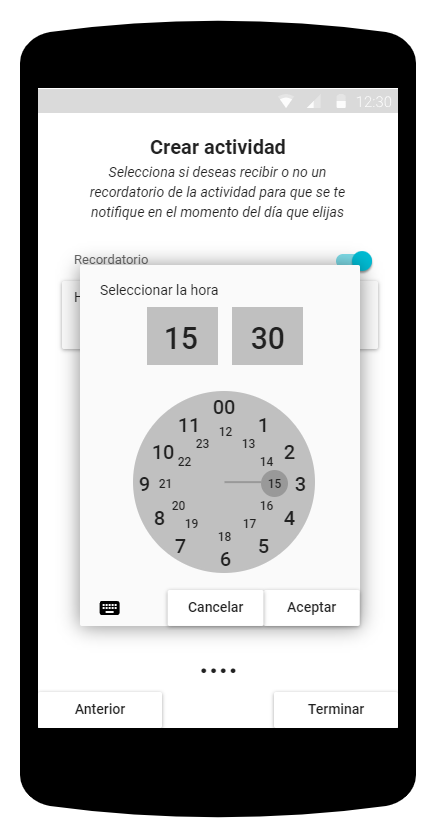 12:30
Crear actividad
Selecciona si deseas recibir o no un
recordatorio de la actividad para que se te
notifique en el momento del día que elijas
Recordatorio
H
Seleccionar la hora
15 30
00
11 1
12
23 13
10 2
22 14
9 21 15 3
20 16
8 4
19 17
18
7 5
6
Cancelar Aceptar
Anterior Terminar